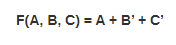 F(A, B, C) = A + B’ + C’